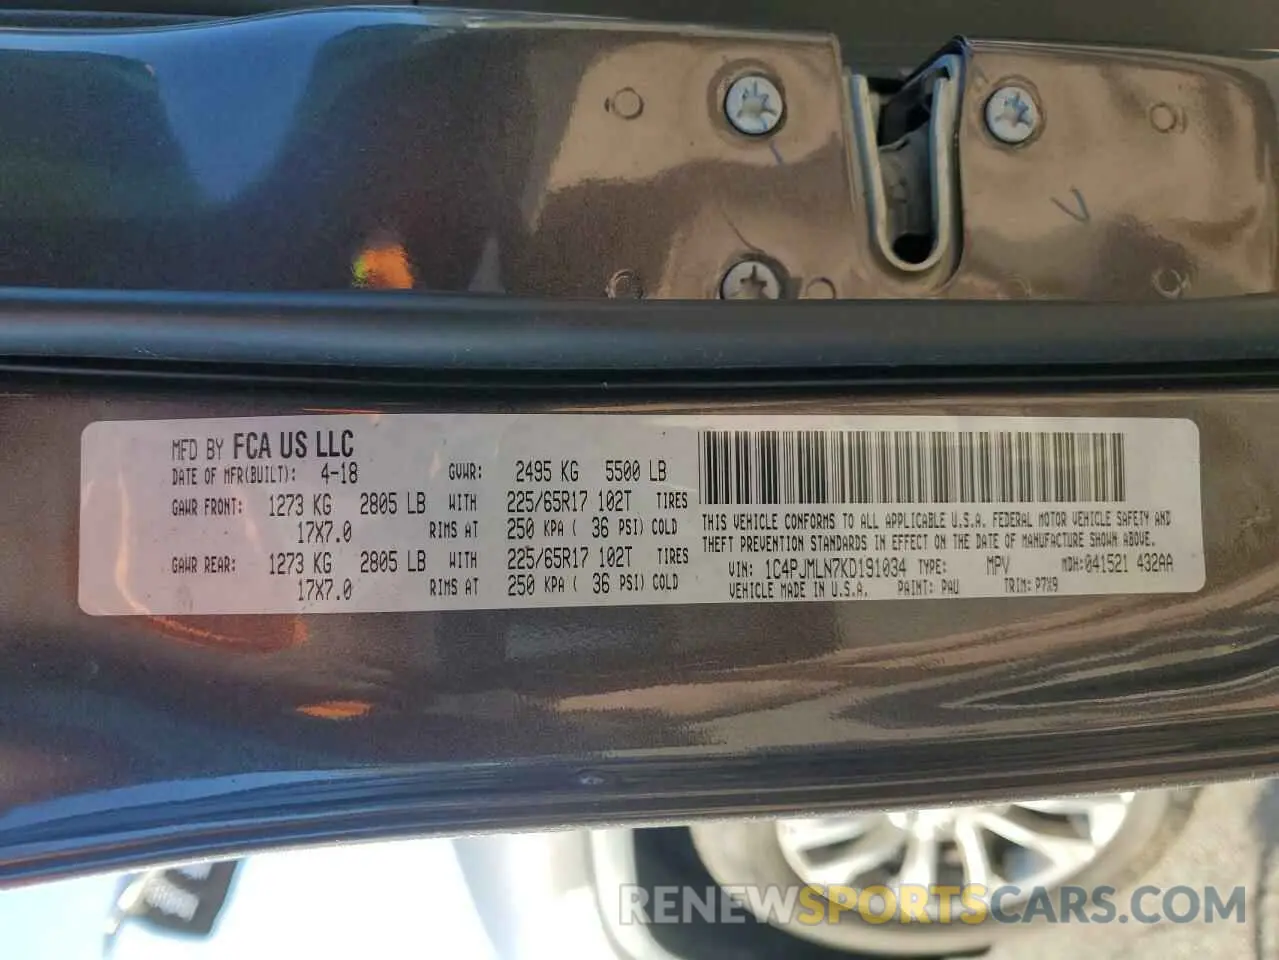 MFD BY FCA US LLC
DATE OF MFR(BUILT): 4-18 GVWR: 2495 KG 5500 LB
GAWR FRONT: 1273 KG 2805 LB WITH 225/65R17 102T TIRES
17X7.0 RIMS AT 250 KPA ( 36 PSI) COLD
GAWR REAR: 1273 KG 2805 LB WITH 225/65R17 102T TIRES
17X7.0 RIMS AT 250 KPA ( 36 PSI) COLD
THIS VEHICLE CONFORMS TO ALL APPLICABLE U.S.A. FEDERAL MOTOR VEHICLE SAFETY AND
THEFT PREVENTION STANDARDS IN EFFECT ON THE DATE OF MANUFACTURE SHOWN ABOVE.
VIN: 1C4PJMLN7KD191034 TYPE: MPV MDH:041521 432AA
VEHICLE MADE IN U.S.A. PAINT: PAU TRIM: P7X9
RENEWSPORTSCARS.COM